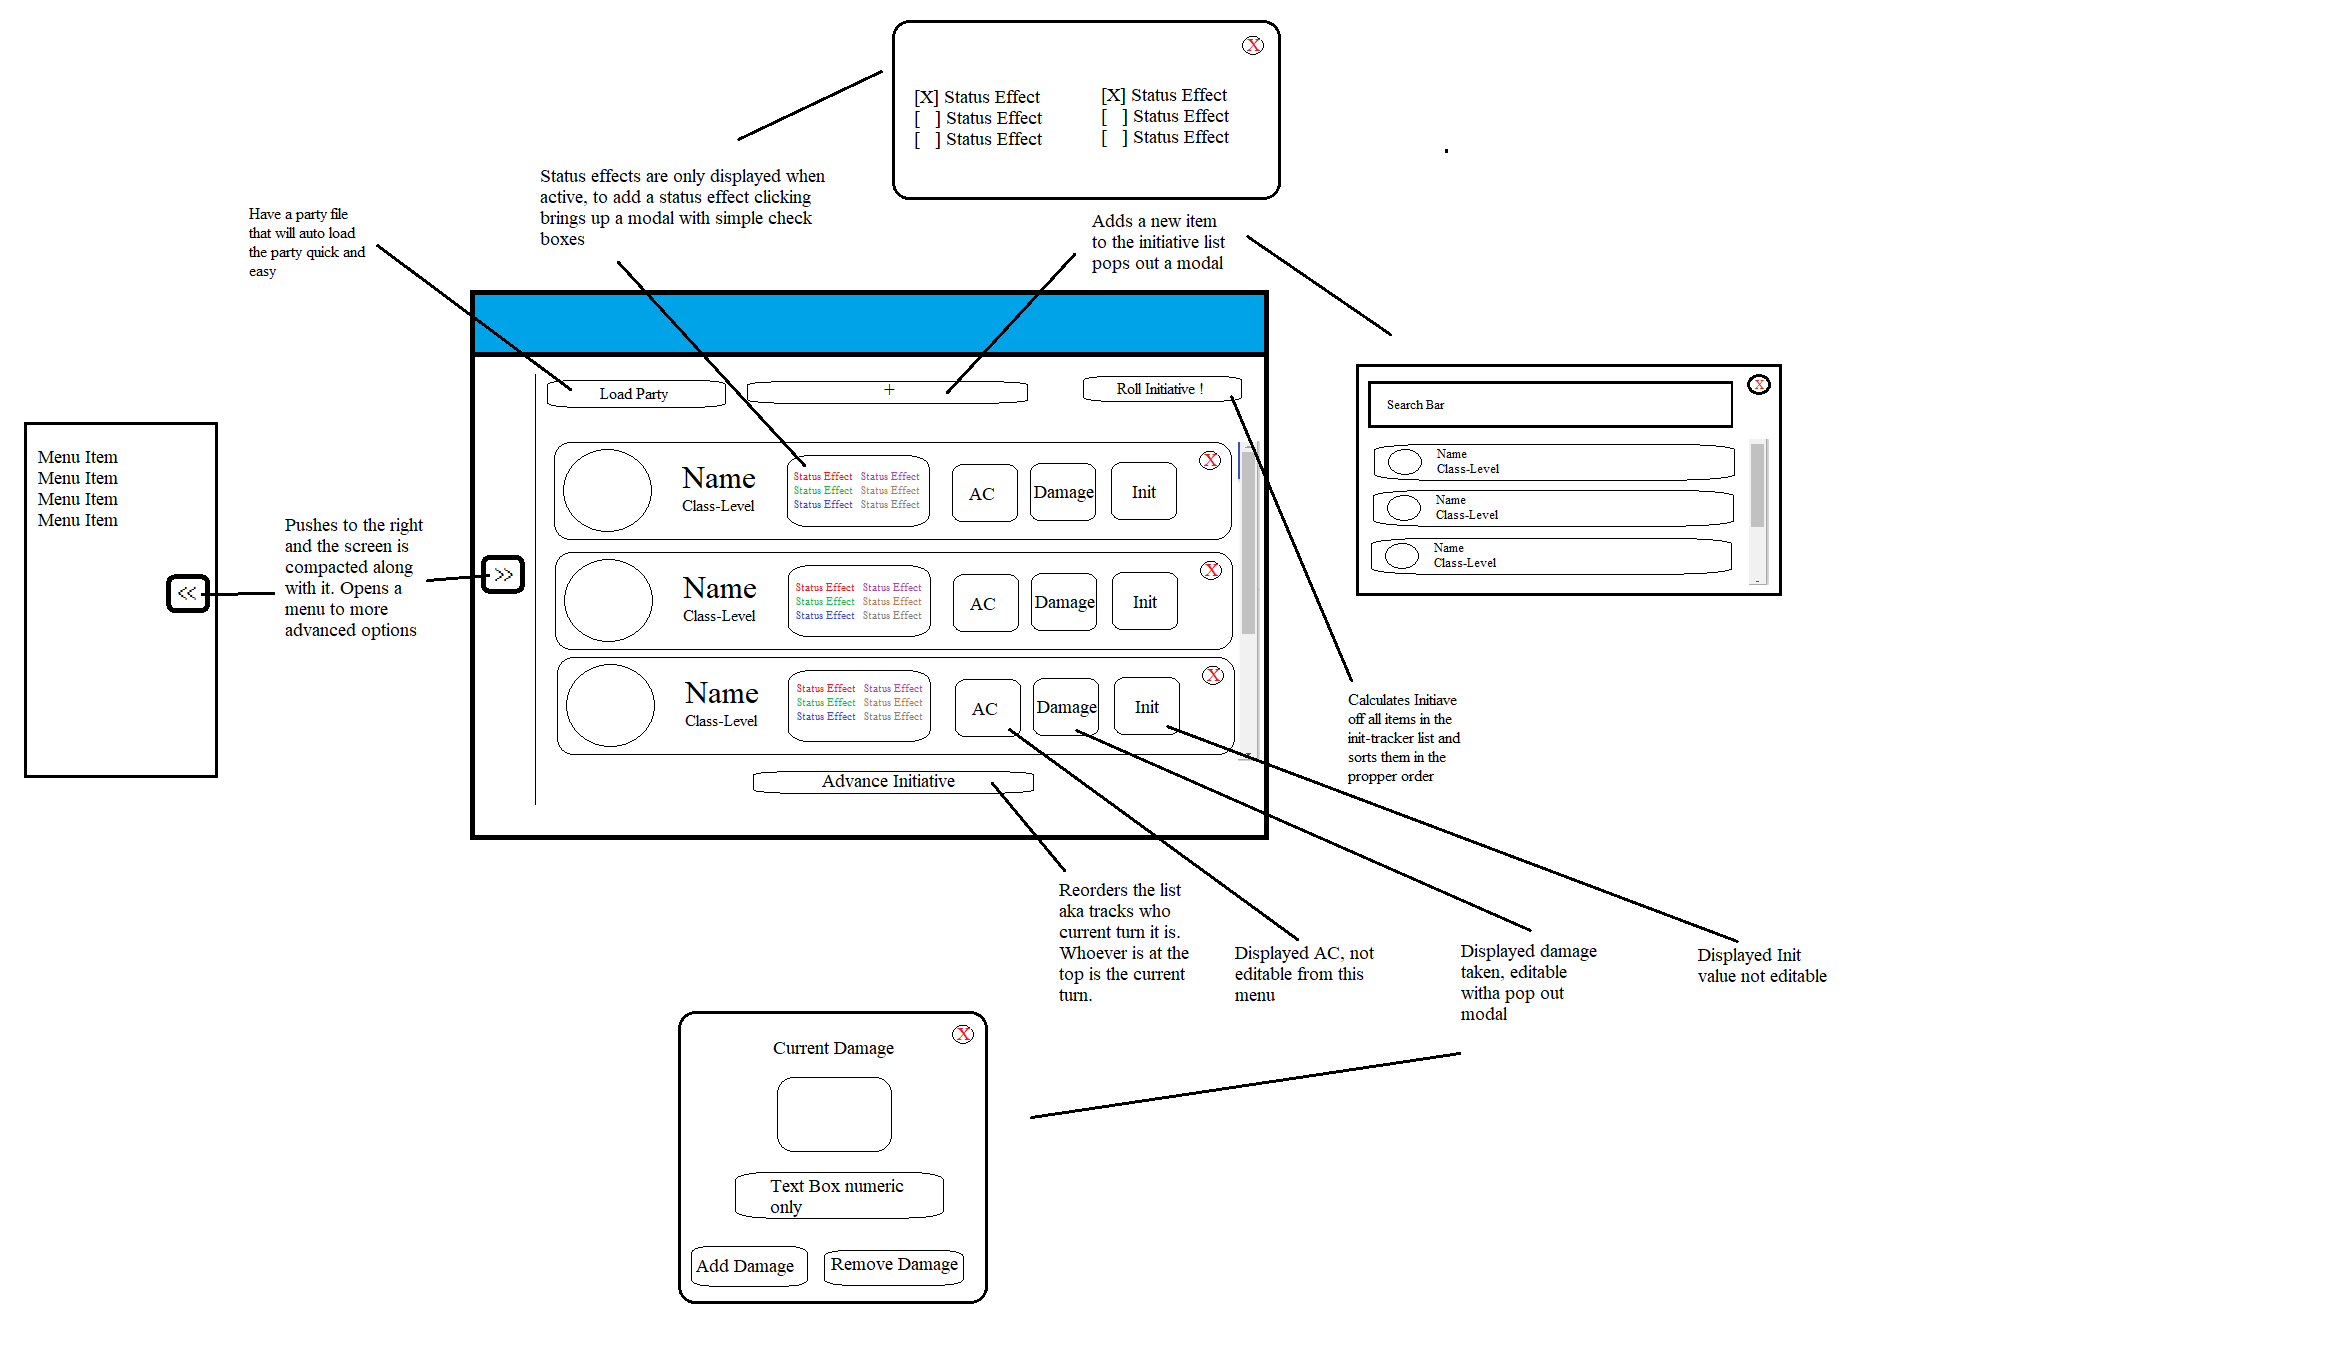 X
[X] Status Effect
[ ] Status Effect
[ ] Status Effect
[X] Status Effect
[ ] Status Effect
[ ] Status Effect
Status effects are only displayed when
active, to add a status effect clicking
brings up a modal with simple check
boxes
Have a party file
that will auto load
the party quick and
easy
Adds a new item
to the initiative list
pops out a modal
Load Party
+
Roll Initiative !
X
Search Bar
Name
Class-Level
Name
Class-Level
Name
Class-Level
Menu Item
Menu Item
Menu Item
Menu Item
<<
Pushes to the right
and the screen is
compacted along
with it. Opens a
menu to more
advanced options
>>
Name
Class-Level
Status Effect Status Effect
Status Effect Status Effect
Status Effect Status Effect
AC
Damage
Init
X
Name
Class-Level
Status Effect Status Effect
Status Effect Status Effect
Status Effect Status Effect
AC
Damage
Init
X
Name
Class-Level
Status Effect Status Effect
Status Effect Status Effect
Status Effect Status Effect
AC
Damage
Init
X
Advance Initiative
Calculates Initiave
off all items in the
init-tracker list and
sorts them in the
propper order
Reorders the list
aka tracks who
current turn it is.
Whoever is at the
top is the current
turn.
Displayed AC, not
editable from this
menu
Displayed damage
taken, editable
witha pop out
modal
Displayed Init
value not editable
X
Current Damage
Text Box numeric
only
Add Damage
Remove Damage